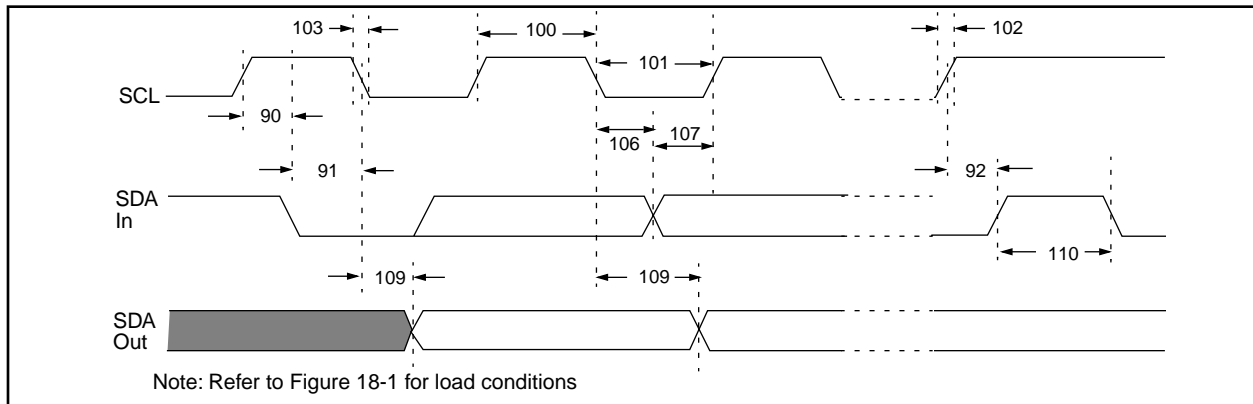 103
100
101
102
SCL
90
106
107
91
92
SDA
In
109
109
110
SDA
Out
Note: Refer to Figure 18-1 for load conditions